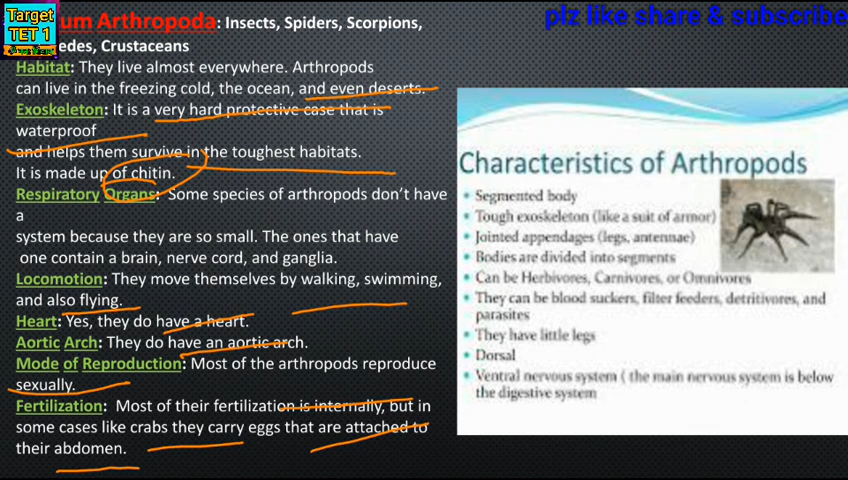 Target
TET 1
um Arthropoda: Insects, Spiders, Scorpions,
edes, Crustaceans
Habitat: They live almost everywhere. Arthropods
can live in the freezing cold, the ocean, and even deserts.
Exoskeleton: It is a very hard protective case that is
waterproof
and helps them survive in the toughest habitats.
It is made up of chitin.
Respiratory Organs: Some species of arthropods don't have
a
system because they are so small. The ones that have
one contain a brain, nerve cord, and ganglia.
Locomotion: They move themselves by walking, swimming,
and also flying.
Heart: Yes, they do have a heart.
Aortic Arch: They do have an aortic arch.
Mode of Reproduction: Most of the arthropods reproduce
sexually.
Fertilization: Most of their fertilization is internally, but in
some cases like crabs they carry eggs that are attached to
their abdomen.
plz like share & subscribe
Characteristics of Arthropods
Segmented body
Tough exoskeleton (like a suit of armor)
Jointed appendages (legs, antennae)
Bodies are divided into segments
Can be Herbivores, Carnivores, or Omnivores
They can be blood suckers, filter feeders, detritivores, and
parasites
They have little legs
Dorsal
Ventral nervous system ( the main nervous system is below
the digestive system